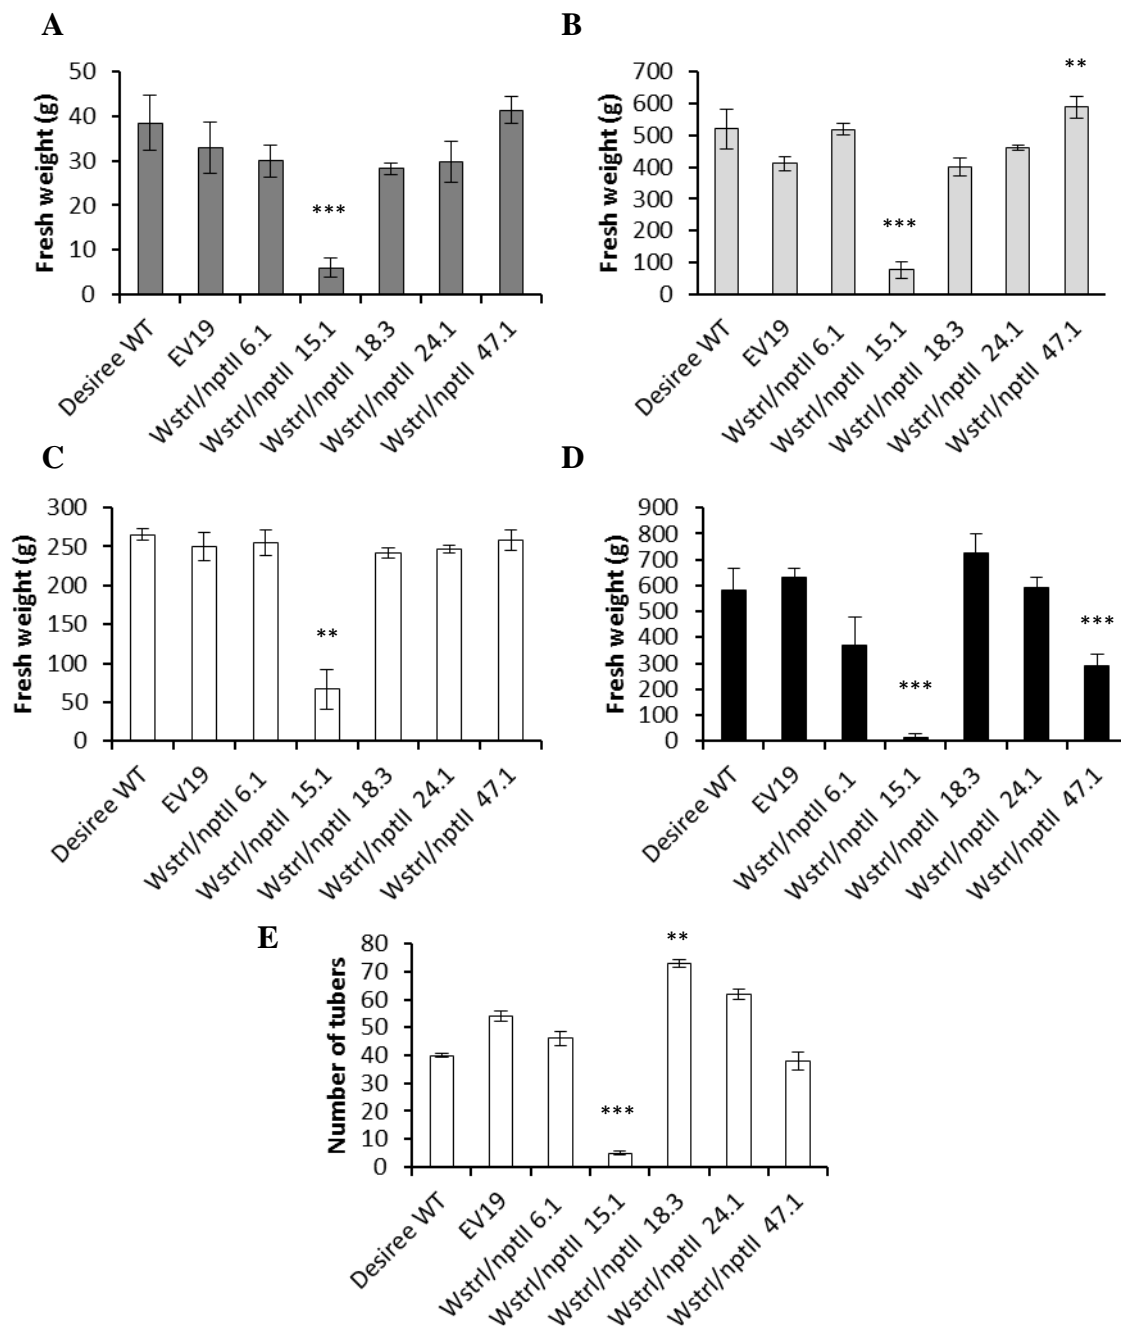 A
Fresh weight (g)
50
40
30
20
10
0
***
Desiree WT
EV19
Wstrl/nptII 6.1
Wstrl/nptII 15.1
Wstrl/nptII 18.3
Wstrl/nptII 24.1
Wstrl/nptII 47.1
B
Fresh weight (g)
700
600
500
400
300
200
100
0
***
**
Desiree WT
EV19
Wstrl/nptII 6.1
Wstrl/nptII 15.1
Wstrl/nptII 18.3
Wstrl/nptII 24.1
Wstrl/nptII 47.1
C
Fresh weight (g)
300
250
200
150
100
50
0
**
Desiree WT
EV19
Wstrl/nptII 6.1
Wstrl/nptII 15.1
Wstrl/nptII 18.3
Wstrl/nptII 24.1
Wstrl/nptII 47.1
D
Fresh weight (g)
900
800
700
600
500
400
300
200
100
0
***
***
Desiree WT
EV19
Wstrl/nptII 6.1
Wstrl/nptII 15.1
Wstrl/nptII 18.3
Wstrl/nptII 24.1
Wstrl/nptII 47.1
E
Number of tubers
80
70
60
50
40
30
20
10
0
***
**
Desiree WT
EV19
Wstrl/nptII 6.1
Wstrl/nptII 15.1
Wstrl/nptII 18.3
Wstrl/nptII 24.1
Wstrl/nptII 47.1